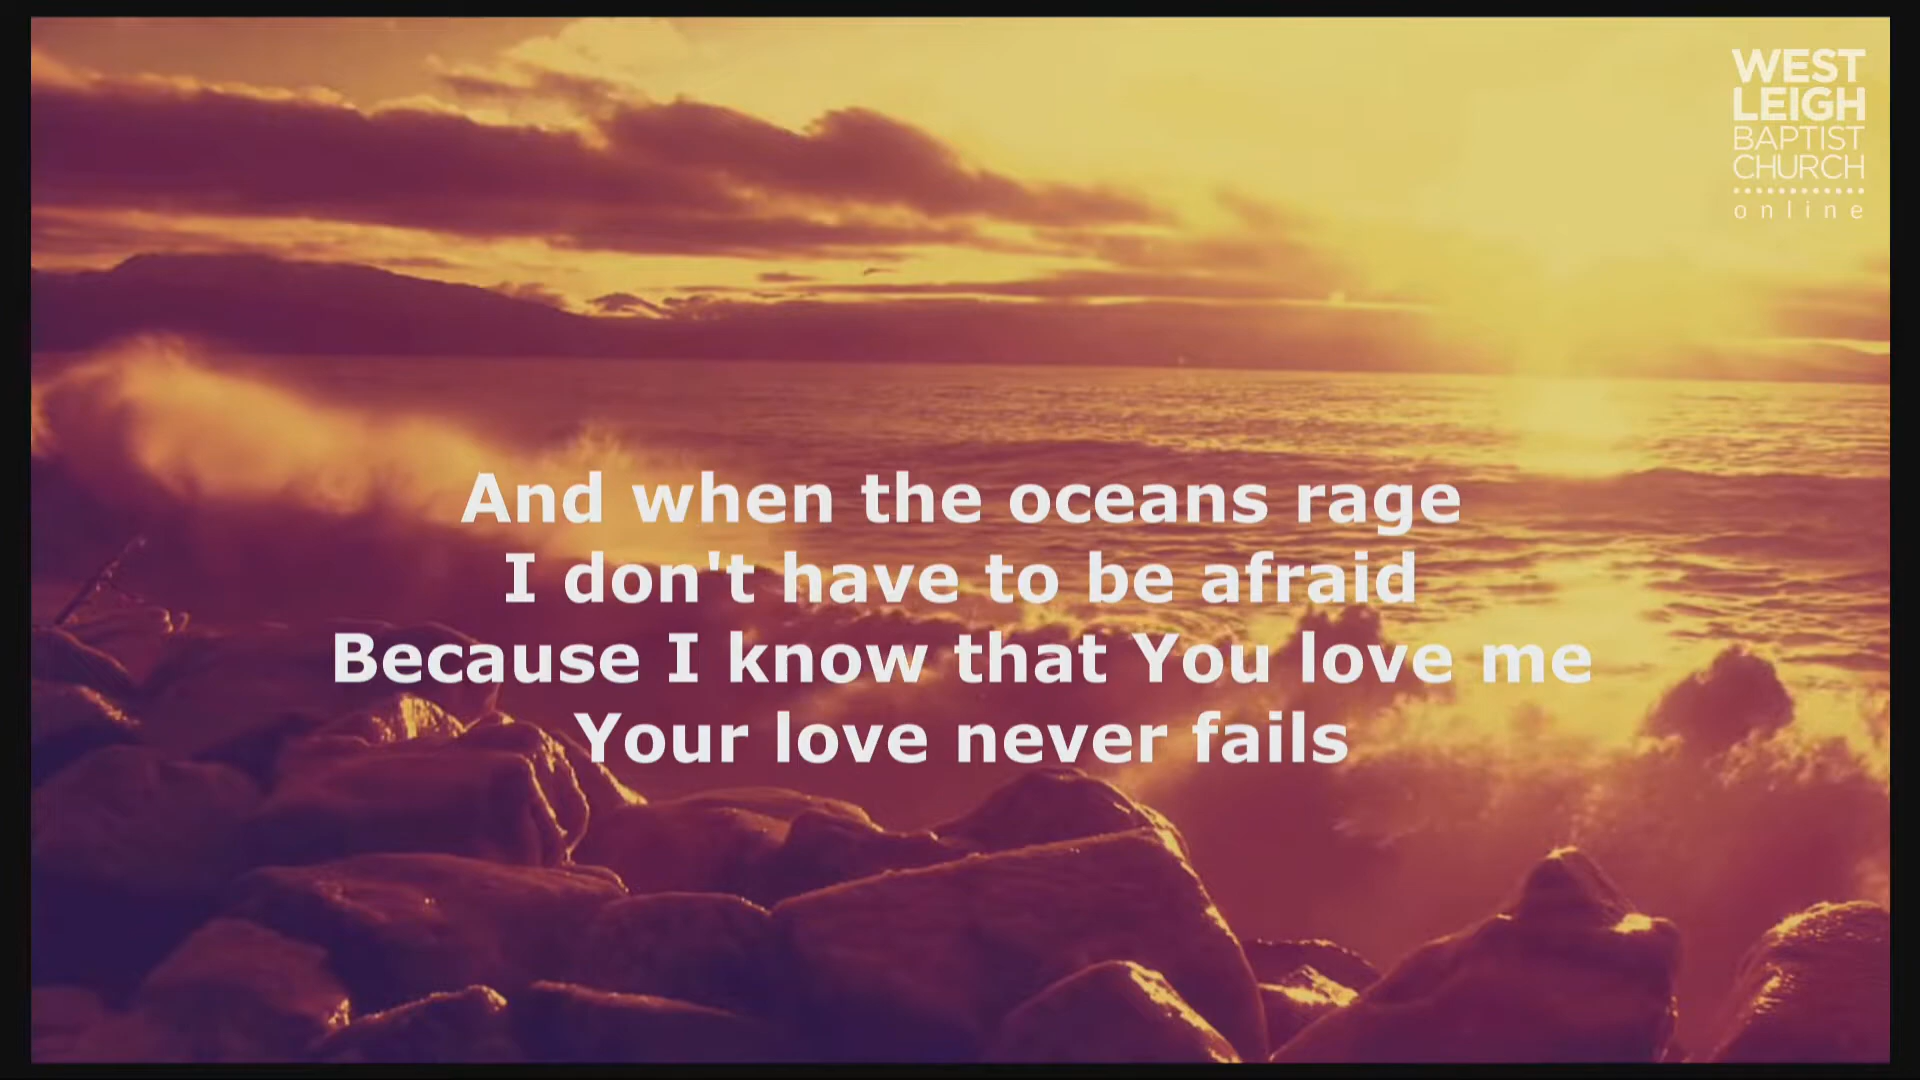 WEST
LEIGH
BAPTIST
CHURCH
online
And when the oceans rage
I don't have to be afraid
Because I know that You love me
Your love never fails